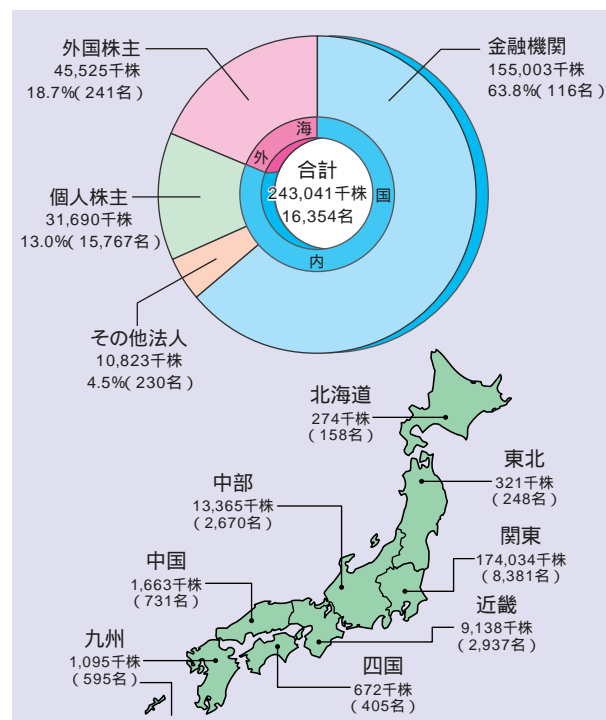 外国株主
45,525千株
18.7%(241名)
金融機関
155,003千株
63.8%(116名)
海
外
国
内
合計
243,041千株
16,354名
個人株主
31,690千株
13.0%(15,767名)
その他法人
10,823千株
4.5%(230名)
北海道
274千株
(158名)
東北
321千株
(248名)
中部
13,365千株
(2,670名)
関東
174,034千株
(8,381名)
中国
1,663千株
(731名)
近畿
9,138千株
(2,937名)
九州
1,095千株
(595名)
四国
672千株
(405名)